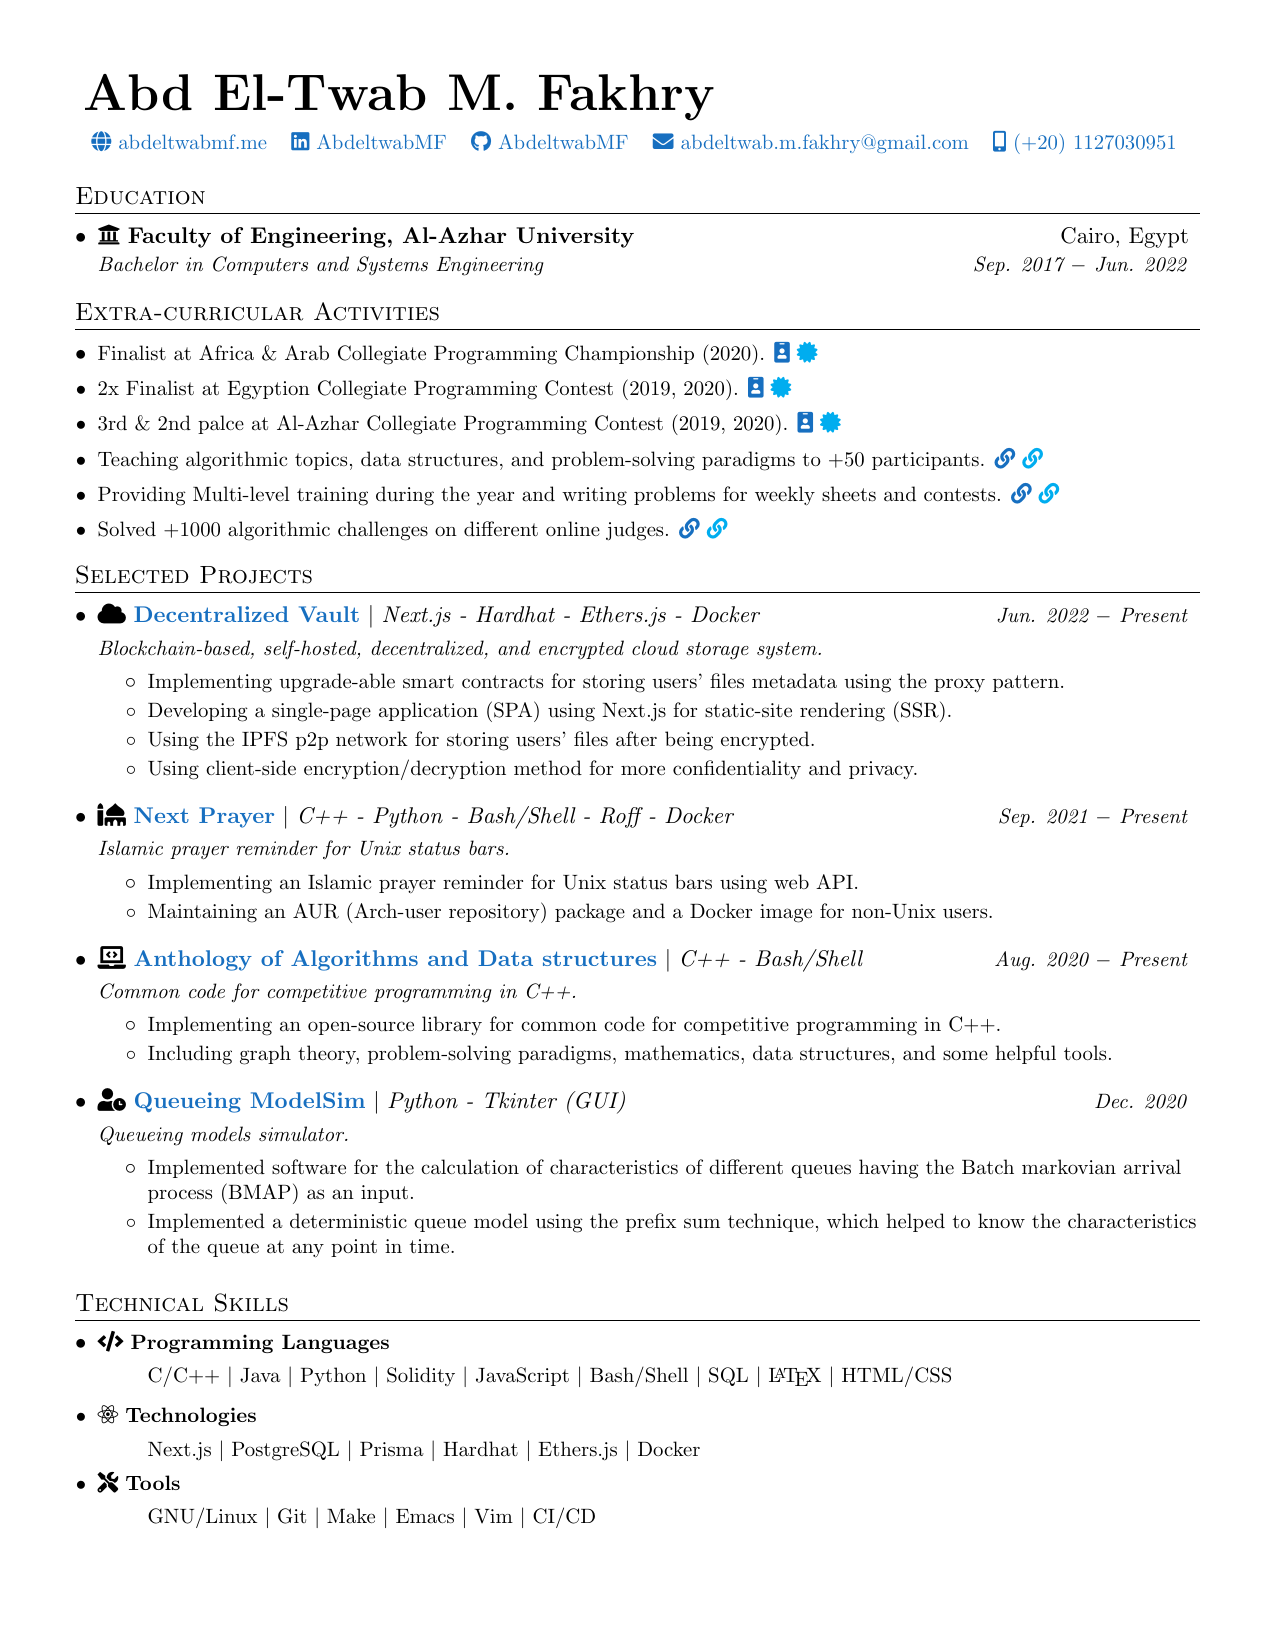 Abd El-Twab M. Fakhry
abdeltwabmf.me AbdeltwabMF AbdeltwabMF abdeltwab.m.fakhry@gmail.com (+20) 1127030951
Education
• Faculty of Engineering, Al-Azhar University Cairo, Egypt
Bachelor in Computers and Systems Engineering Sep. 2017 – Jun. 2022
Extra-curricular Activities
• Finalist at Africa & Arab Collegiate Programming Championship (2020).
• 2x Finalist at Egyption Collegiate Programming Contest (2019, 2020).
• 3rd & 2nd palce at Al-Azhar Collegiate Programming Contest (2019, 2020).
• Teaching algorithmic topics, data structures, and problem-solving paradigms to +50 participants.
• Providing Multi-level training during the year and writing problems for weekly sheets and contests.
• Solved +1000 algorithmic challenges on different online judges.
Selected Projects
• Decentralized Vault | Next.js - Hardhat - Ethers.js - Docker Jun. 2022 – Present
Blockchain-based, self-hosted, decentralized, and encrypted cloud storage system.
◦ Implementing upgrade-able smart contracts for storing users' files metadata using the proxy pattern.
◦ Developing a single-page application (SPA) using Next.js for static-site rendering (SSR).
◦ Using the IPFS p2p network for storing users' files after being encrypted.
◦ Using client-side encryption/decryption method for more confidentiality and privacy.
• Next Prayer | C++ - Python - Bash/Shell - Roff - Docker Sep. 2021 – Present
Islamic prayer reminder for Unix status bars.
◦ Implementing an Islamic prayer reminder for Unix status bars using web API.
◦ Maintaining an AUR (Arch-user repository) package and a Docker image for non-Unix users.
• Anthology of Algorithms and Data structures | C++ - Bash/Shell Aug. 2020 – Present
Common code for competitive programming in C++.
◦ Implementing an open-source library for common code for competitive programming in C++.
◦ Including graph theory, problem-solving paradigms, mathematics, data structures, and some helpful tools.
• Queueing ModelSim | Python - Tkinter (GUI) Dec. 2020
Queueing models simulator.
◦ Implemented software for the calculation of characteristics of different queues having the Batch markovian arrival
process (BMAP) as an input.
◦ Implemented a deterministic queue model using the prefix sum technique, which helped to know the characteristics
of the queue at any point in time.
Technical Skills
• Programming Languages
C/C++ | Java | Python | Solidity | JavaScript | Bash/Shell | SQL | LATEX | HTML/CSS
• Technologies
Next.js | PostgreSQL | Prisma | Hardhat | Ethers.js | Docker
• Tools
GNU/Linux | Git | Make | Emacs | Vim | CI/CD